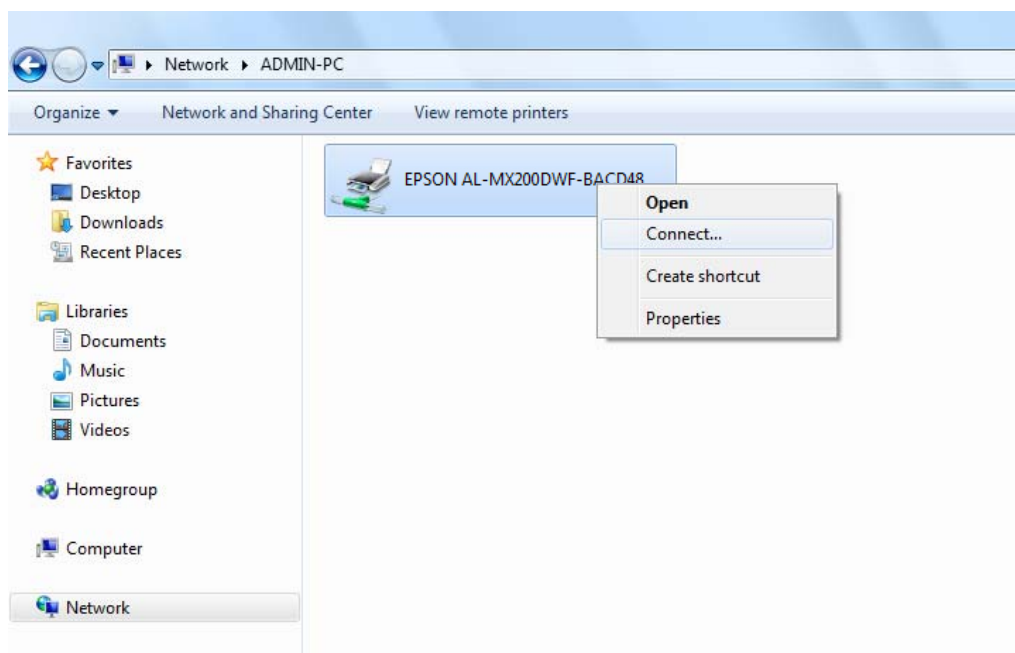 Network ▸ ADMIN-PC
Organize ▾ Network and Sharing Center View remote printers
Favorites
Desktop
Downloads
Recent Places
Libraries
Documents
Music
Pictures
Videos
Homegroup
Computer
Network
EPSON AL-MX200DWF-BACD48
Open
Connect...
Create shortcut
Properties